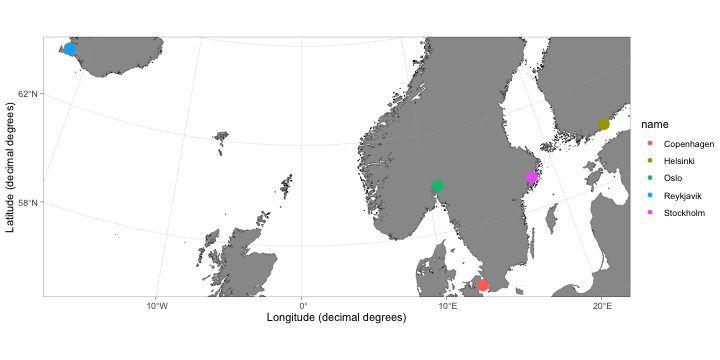 62°N
58°N
Latitude (decimal degrees)
10°W
0°
10°E
20°E
Longitude (decimal degrees)
name
Copenhagen
Helsinki
Oslo
Reykjavik
Stockholm